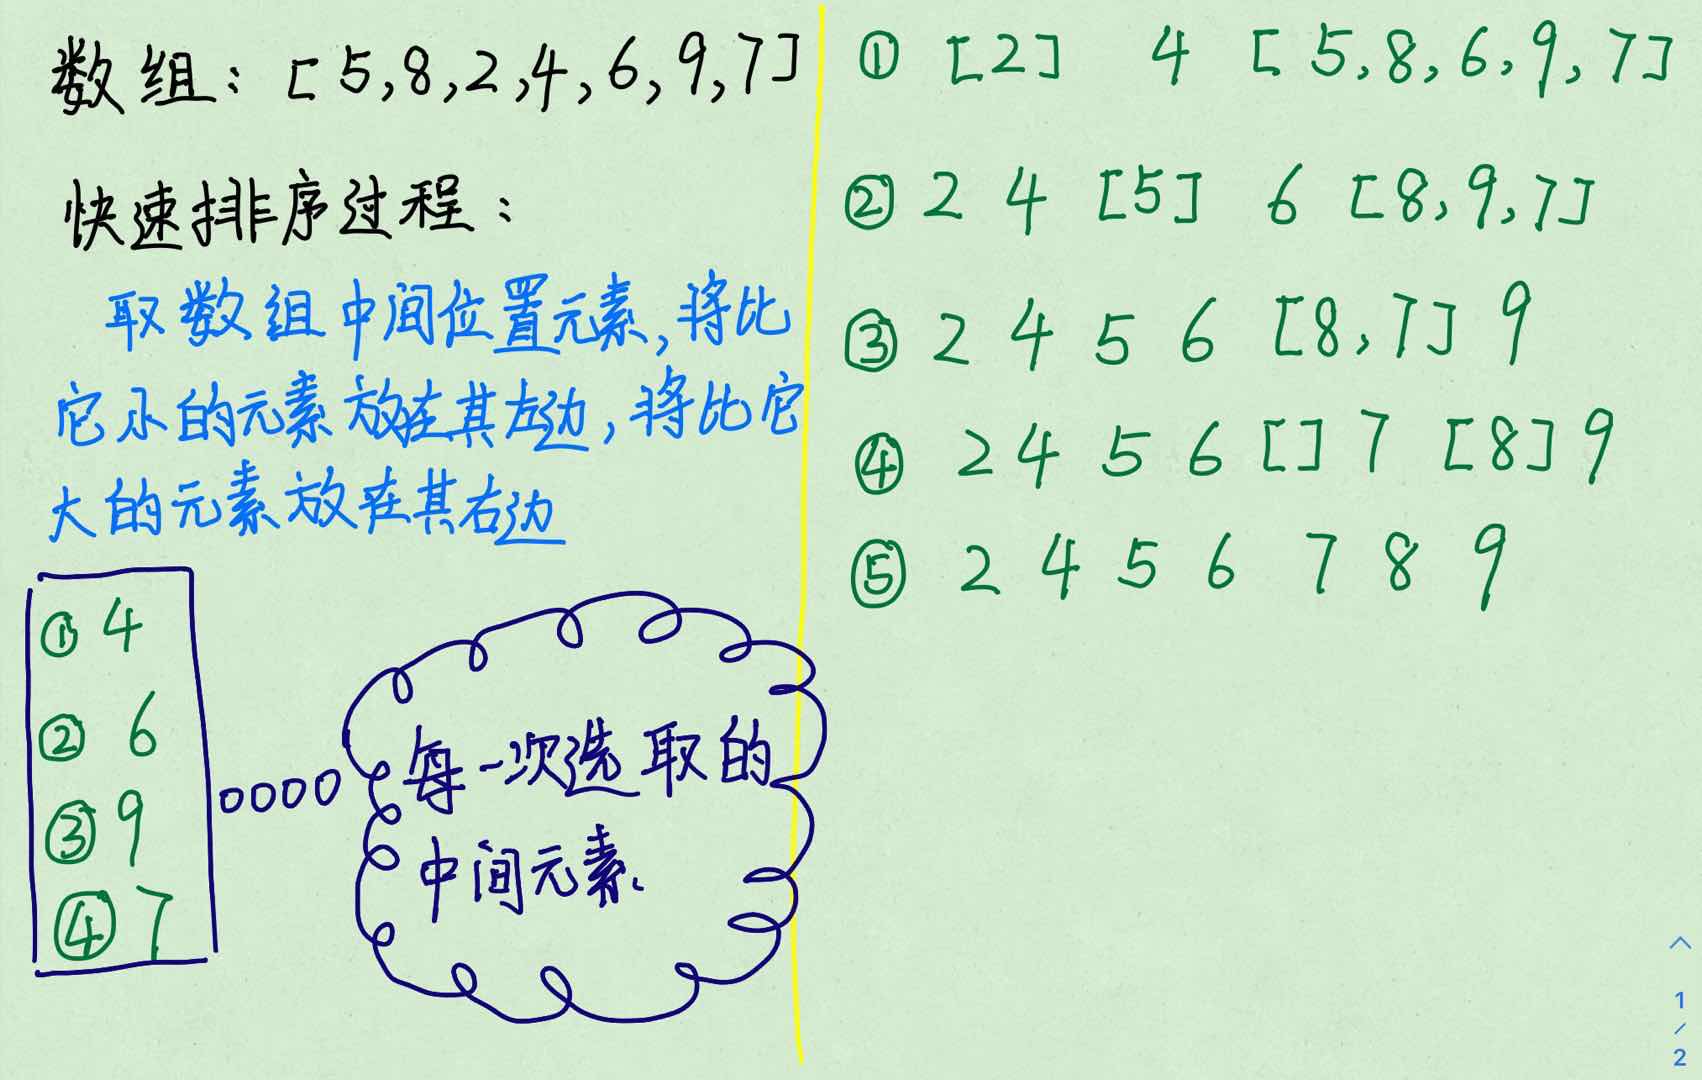 数组：[5,8,2,4,6,9,7]
快速排序过程：
取数组中间位置元素,将比
它小的元素放在其左边,将比它
大的元素放在其右边
① 4
② 6
③ 9
④ 7
每一次选取的
中间元素.
① [2] 4 [5,8,6,9,7]
② 2 4 [5] 6 [8,9,7]
③ 2 4 5 6 [8,7] 9
④ 2 4 5 6 [] 7 [8] 9
⑤ 2 4 5 6 7 8 9
1
/
2